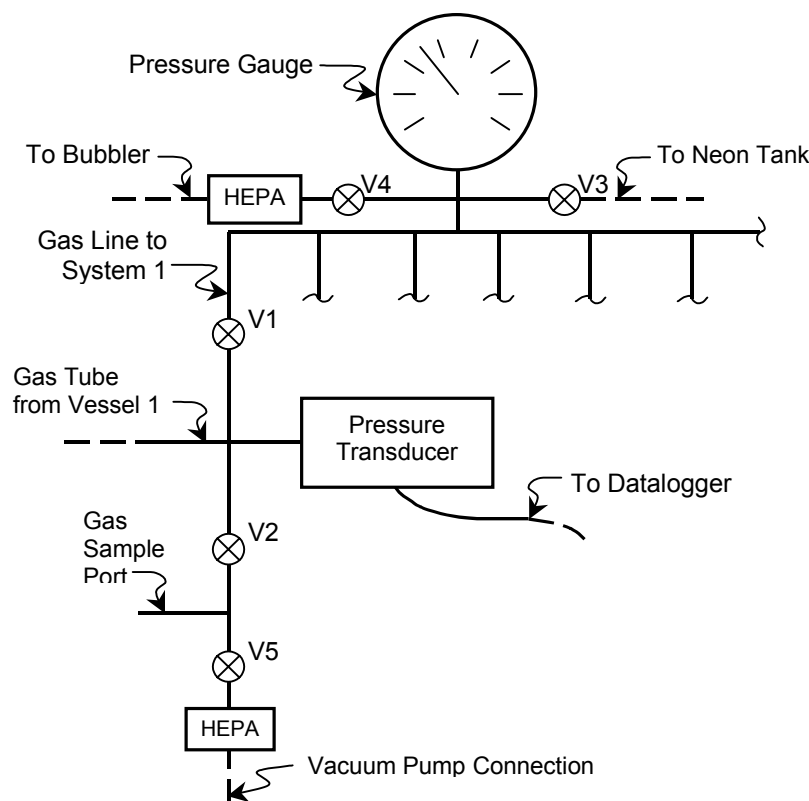 Pressure Gauge
To Bubbler
To Neon Tank
HEPA
V4
V3
Gas Line to
System 1
V1
Gas Tube
from Vessel 1
Pressure
Transducer
To Datalogger
Gas
Sample
Port
V2
V5
HEPA
Vacuum Pump Connection